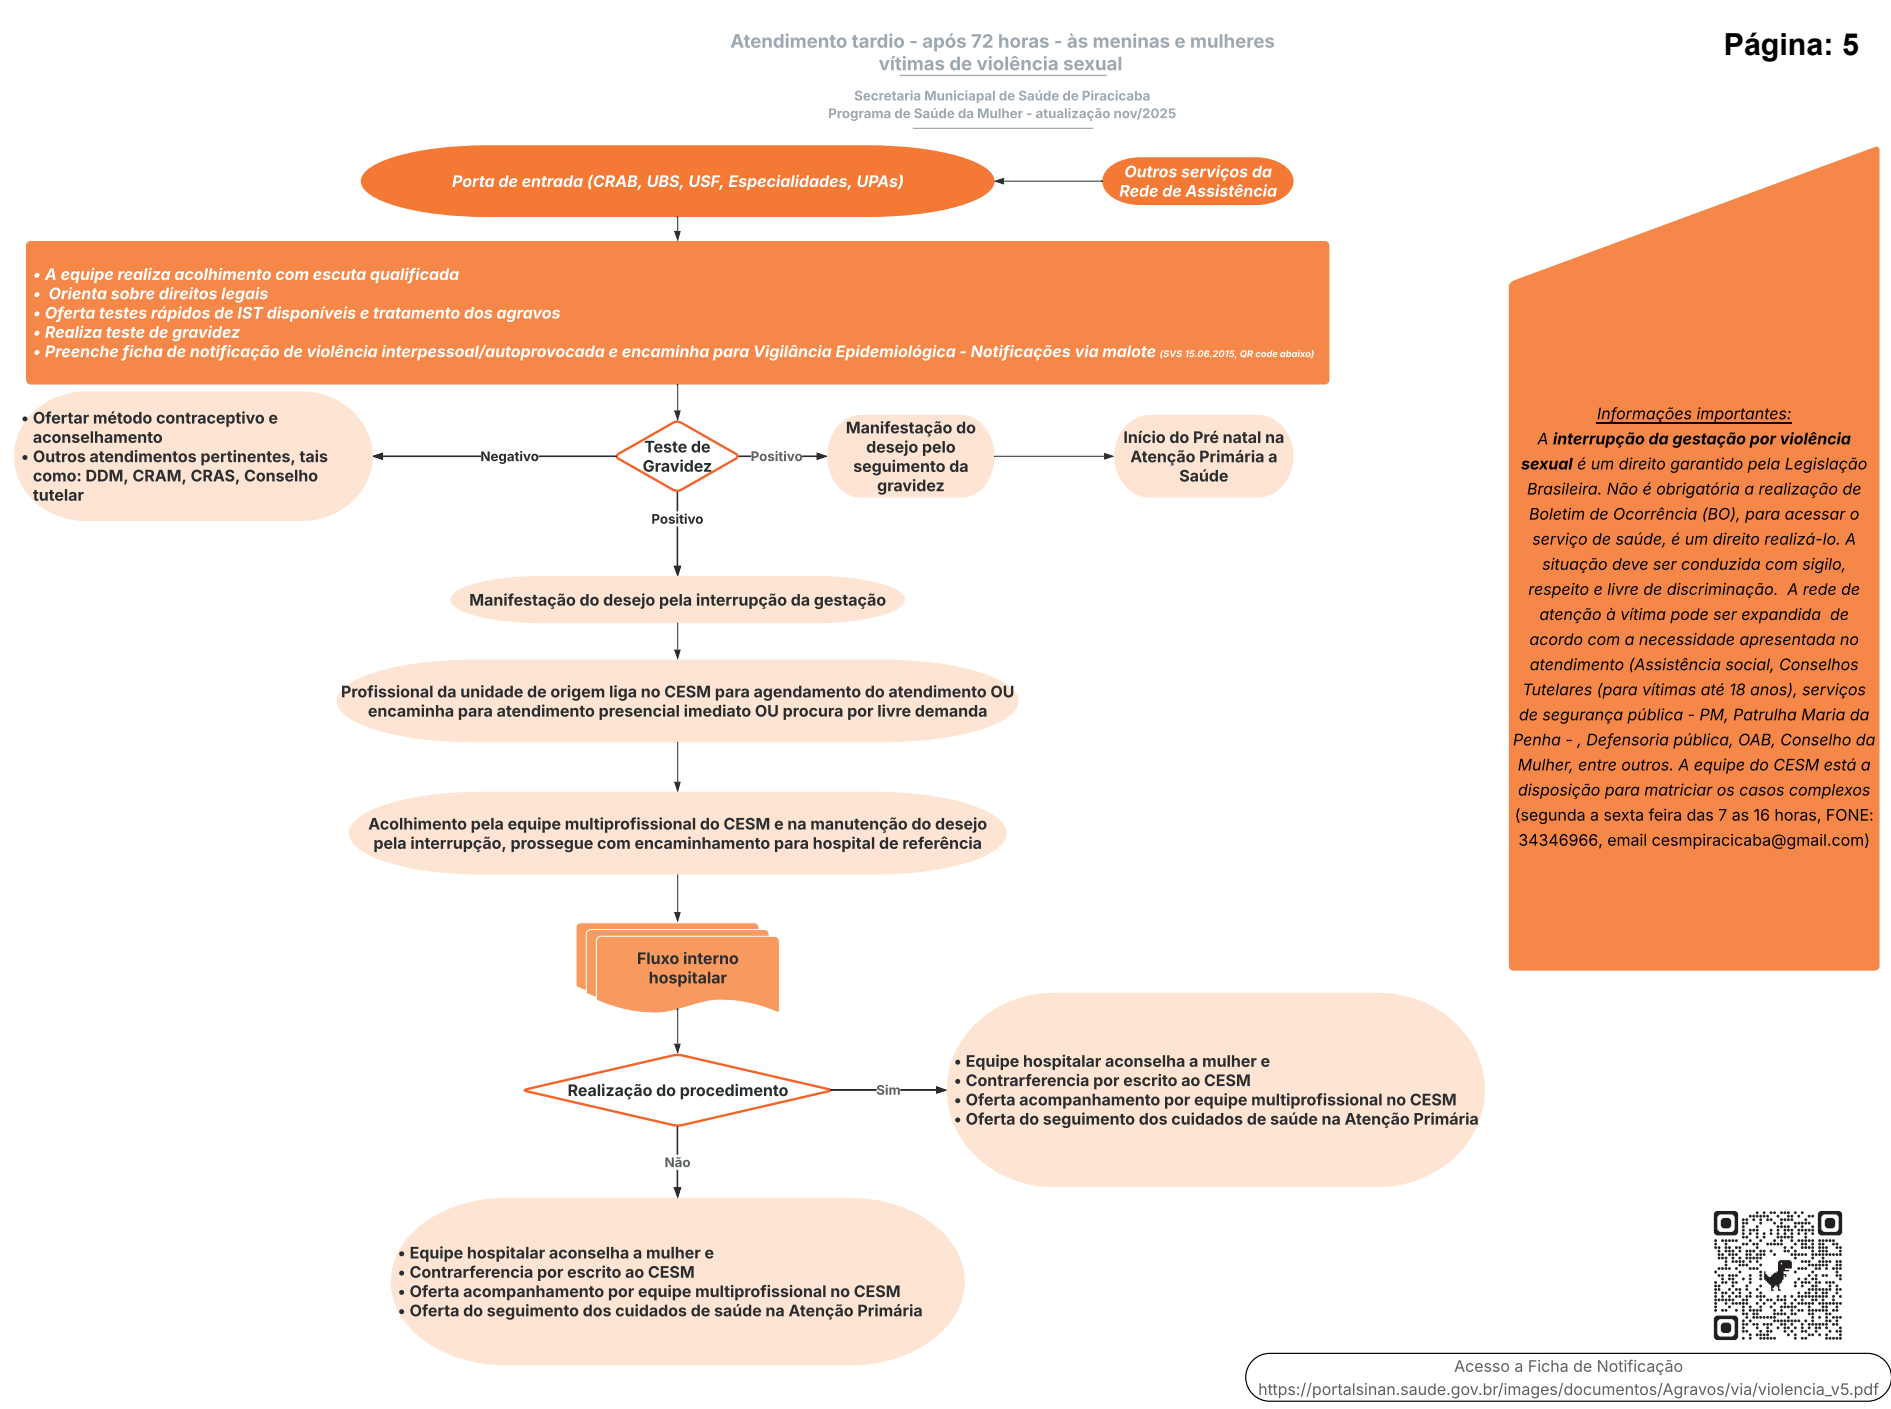 Atendimento tardio - após 72 horas - às meninas e mulheres
vítimas de violência sexual
Página: 5
Secretaria Municiapal de Saúde de Piracicaba
Programa de Saúde da Mulher - atualização nov/2025
Porta de entrada (CRAB, UBS, USF, Especialidades, UPAs)
Outros serviços da
Rede de Assistência
• A equipe realiza acolhimento com escuta qualificada
• Orienta sobre direitos legais
• Oferta testes rápidos de IST disponíveis e tratamento dos agravos
• Realiza teste de gravidez
• Preenche ficha de notificação de violência interpessoal/autoprovocada e encaminha para Vigilância Epidemiológica - Notificações via malote (SVS 15.06.2015, QR code abaixo)
• Ofertar método contraceptivo e
aconselhamento
• Outros atendimentos pertinentes, tais
como: DDM, CRAM, CRAS, Conselho
tutelar
Negativo
Teste de
Gravidez
Positivo
Manifestação do
desejo pelo
seguimento da
gravidez
Início do Pré natal na
Atenção Primária a
Saúde
Positivo
Manifestação do desejo pela interrupção da gestação
Profissional da unidade de origem liga no CESM para agendamento do atendimento OU
encaminha para atendimento presencial imediato OU procura por livre demanda
Acolhimento pela equipe multiprofissional do CESM e na manutenção do desejo
pela interrupção, prossegue com encaminhamento para hospital de referência
Fluxo interno
hospitalar
Realização do procedimento
Sim
• Equipe hospitalar aconselha a mulher e
• Contrarferencia por escrito ao CESM
• Oferta acompanhamento por equipe multiprofissional no CESM
• Oferta do seguimento dos cuidados de saúde na Atenção Primária
Não
• Equipe hospitalar aconselha a mulher e
• Contrarferencia por escrito ao CESM
• Oferta acompanhamento por equipe multiprofissional no CESM
• Oferta do seguimento dos cuidados de saúde na Atenção Primária
Informações importantes:
A interrupção da gestação por violência
sexual é um direito garantido pela Legislação
Brasileira. Não é obrigatória a realização de
Boletim de Ocorrência (BO), para acessar o
serviço de saúde, é um direito realizá-lo. A
situação deve ser conduzida com sigilo,
respeito e livre de discriminação. A rede de
atenção à vítima pode ser expandida de
acordo com a necessidade apresentada no
atendimento (Assistência social, Conselhos
Tutelares (para vítimas até 18 anos), serviços
de segurança pública - PM, Patrulha Maria da
Penha - , Defensoria pública, OAB, Conselho da
Mulher, entre outros. A equipe do CESM está a
disposição para matriciar os casos complexos
(segunda a sexta feira das 7 as 16 horas, FONE:
34346966, email cesmpiracicaba@gmail.com)
Acesso a Ficha de Notificação
https://portalsinan.saude.gov.br/images/documentos/Agravos/via/violencia_v5.pdf